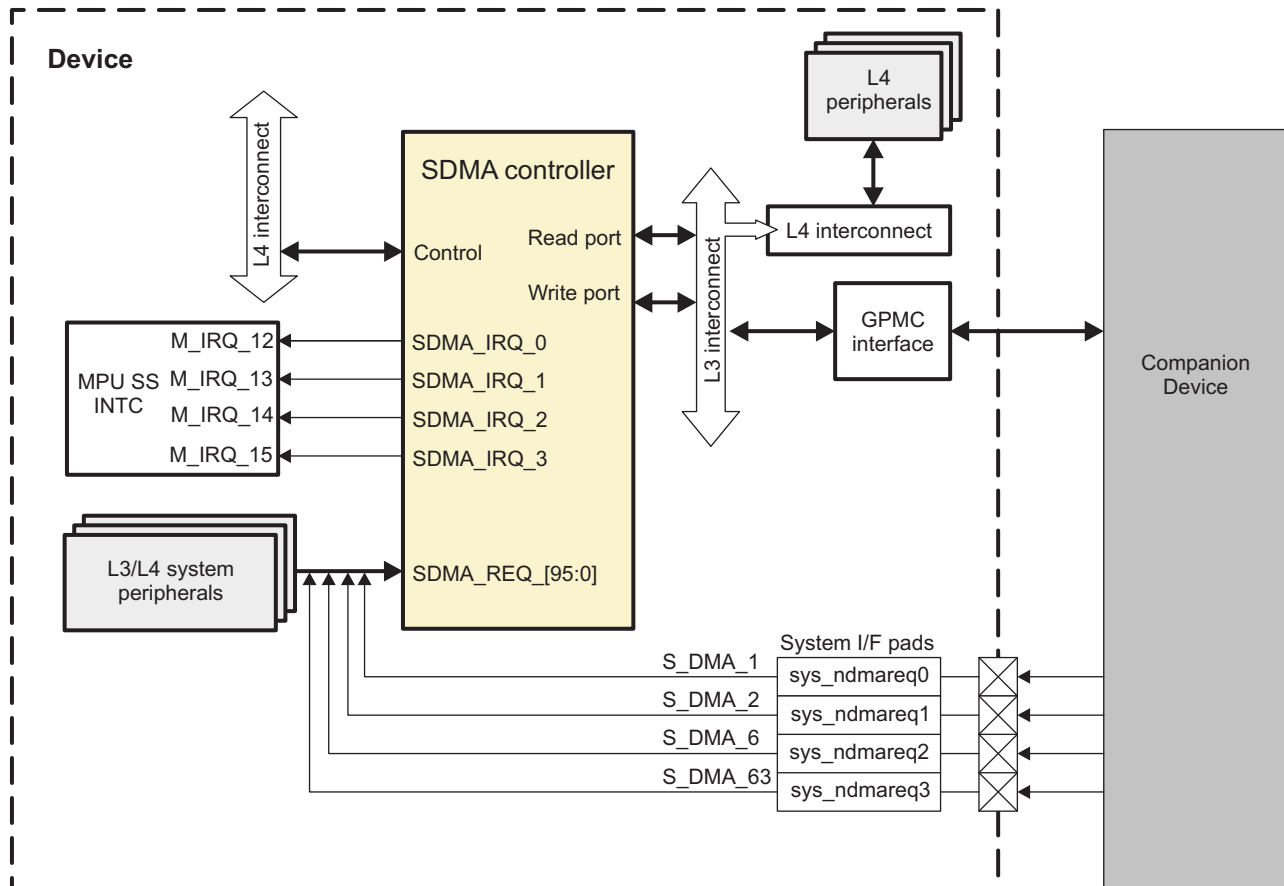 Device
L4
peripherals
L4 interconnect
SDMA controller
Control
Read port
Write port
L3 interconnect
L4 interconnect
GPMC
interface
Companion
Device
MPU SS
INTC
M_IRQ_12
M_IRQ_13
M_IRQ_14
M_IRQ_15
SDMA_IRQ_0
SDMA_IRQ_1
SDMA_IRQ_2
SDMA_IRQ_3
L3/L4 system
peripherals
SDMA_REQ_[95:0]
System I/F pads
S_DMA_1
sys_ndmareq0
S_DMA_2
sys_ndmareq1
S_DMA_6
sys_ndmareq2
S_DMA_63
sys_ndmareq3